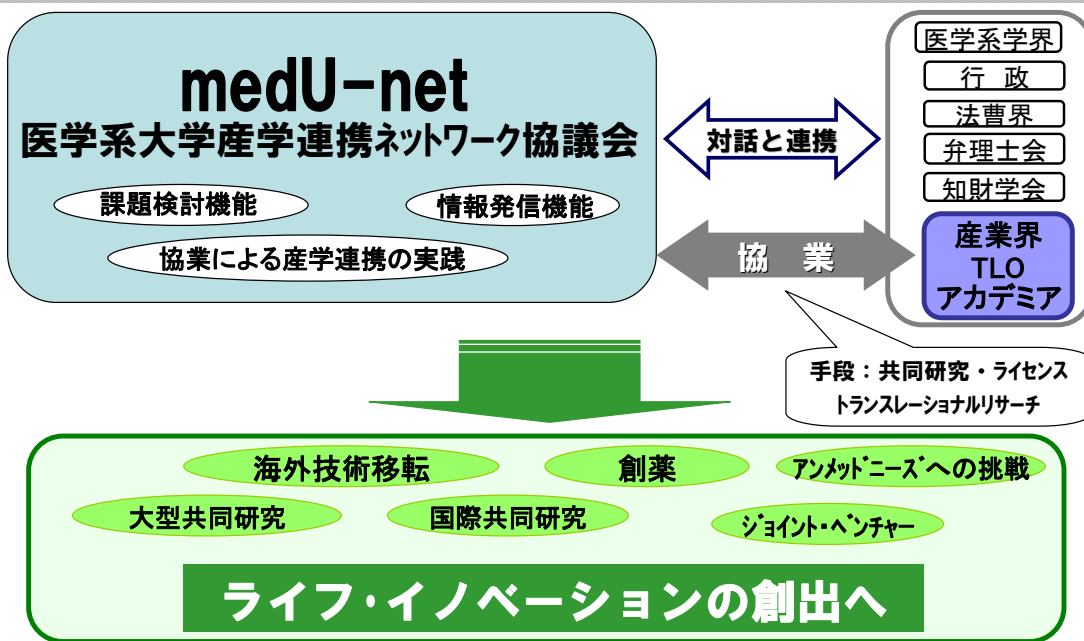 medU-net
医学系大学産学連携ネットワーク協議会
課題検討機能
情報発信機能
協業による産学連携の実践
対話と連携
協 業
医学系学界
行 政
法曹界
弁理士会
知財学会
産業界
TLO
アカデミア
手段：共同研究・ライセンス
トランスレーショナルリサーチ
海外技術移転
創薬
アンメッドニーズへの挑戦
大型共同研究
国際共同研究
ジョイント・ベンチャー
ライフ・イノベーションの創出へ